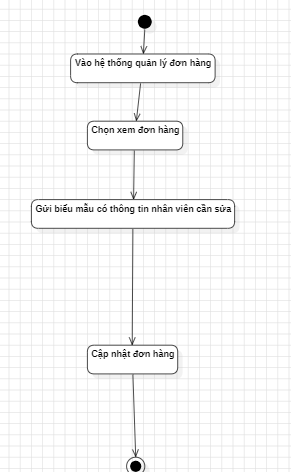 Vào hệ thống quản lý đơn hàng
Chọn xem đơn hàng
Gửi biểu mẫu có thông tin nhân viên cần sửa
Cập nhật đơn hàng